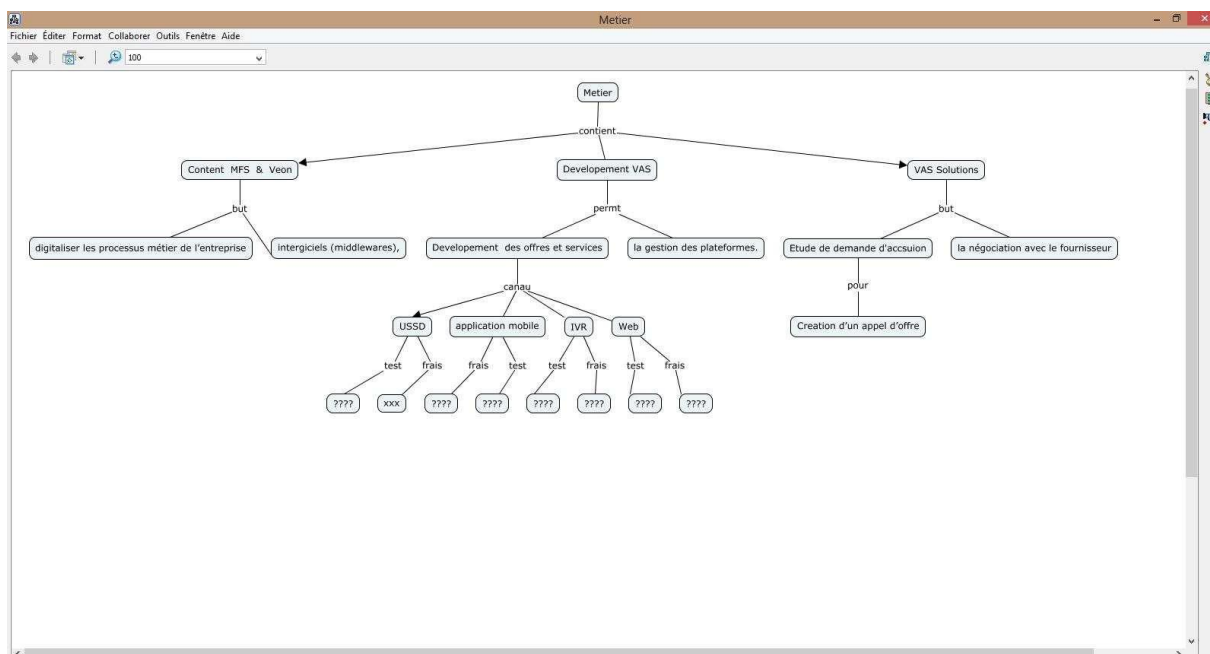 Metier
Fichier Éditer Format Collaborer Outils Fenêtre Aide
100
Metier
contient
Content MFS & Veon
Developement VAS
VAS Solutions
but
permt
but
digitaliser les processus métier de l'entreprise
intergiciels (middlewares),
Developement des offres et services
la gestion des plateformes.
Etude de demande d'accsuion
la négociation avec le fournisseur
canau
pour
USSD
application mobile
IVR
Web
Creation d'un appel d'offre
test
frais
frais
test
test
frais
test
frais
????
xxx
????
????
????
????
????
????